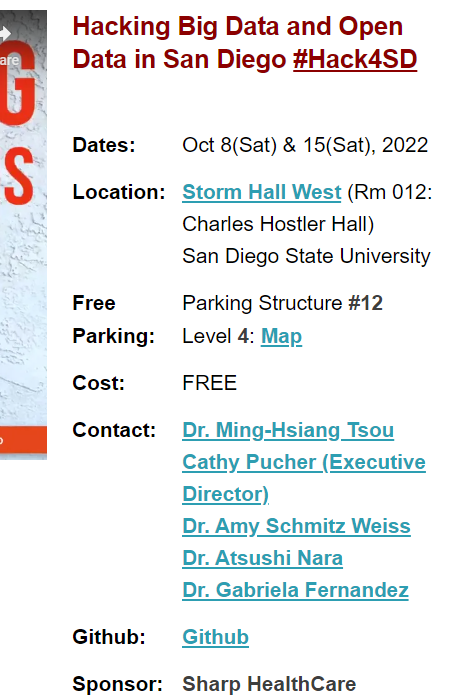 Hacking Big Data and Open
Data in San Diego #Hack4SD
Dates: Oct 8(Sat) & 15(Sat), 2022
Location: Storm Hall West (Rm 012:
Charles Hostler Hall)
San Diego State University
Free Parking Structure #12
Parking: Level 4: Map
Cost: FREE
Contact: Dr. Ming-Hsiang Tsou
Cathy Pucher (Executive
Director)
Dr. Amy Schmitz Weiss
Dr. Atsushi Nara
Dr. Gabriela Fernandez
Github: Github
Sponsor: Sharp HealthCare
are
G
S